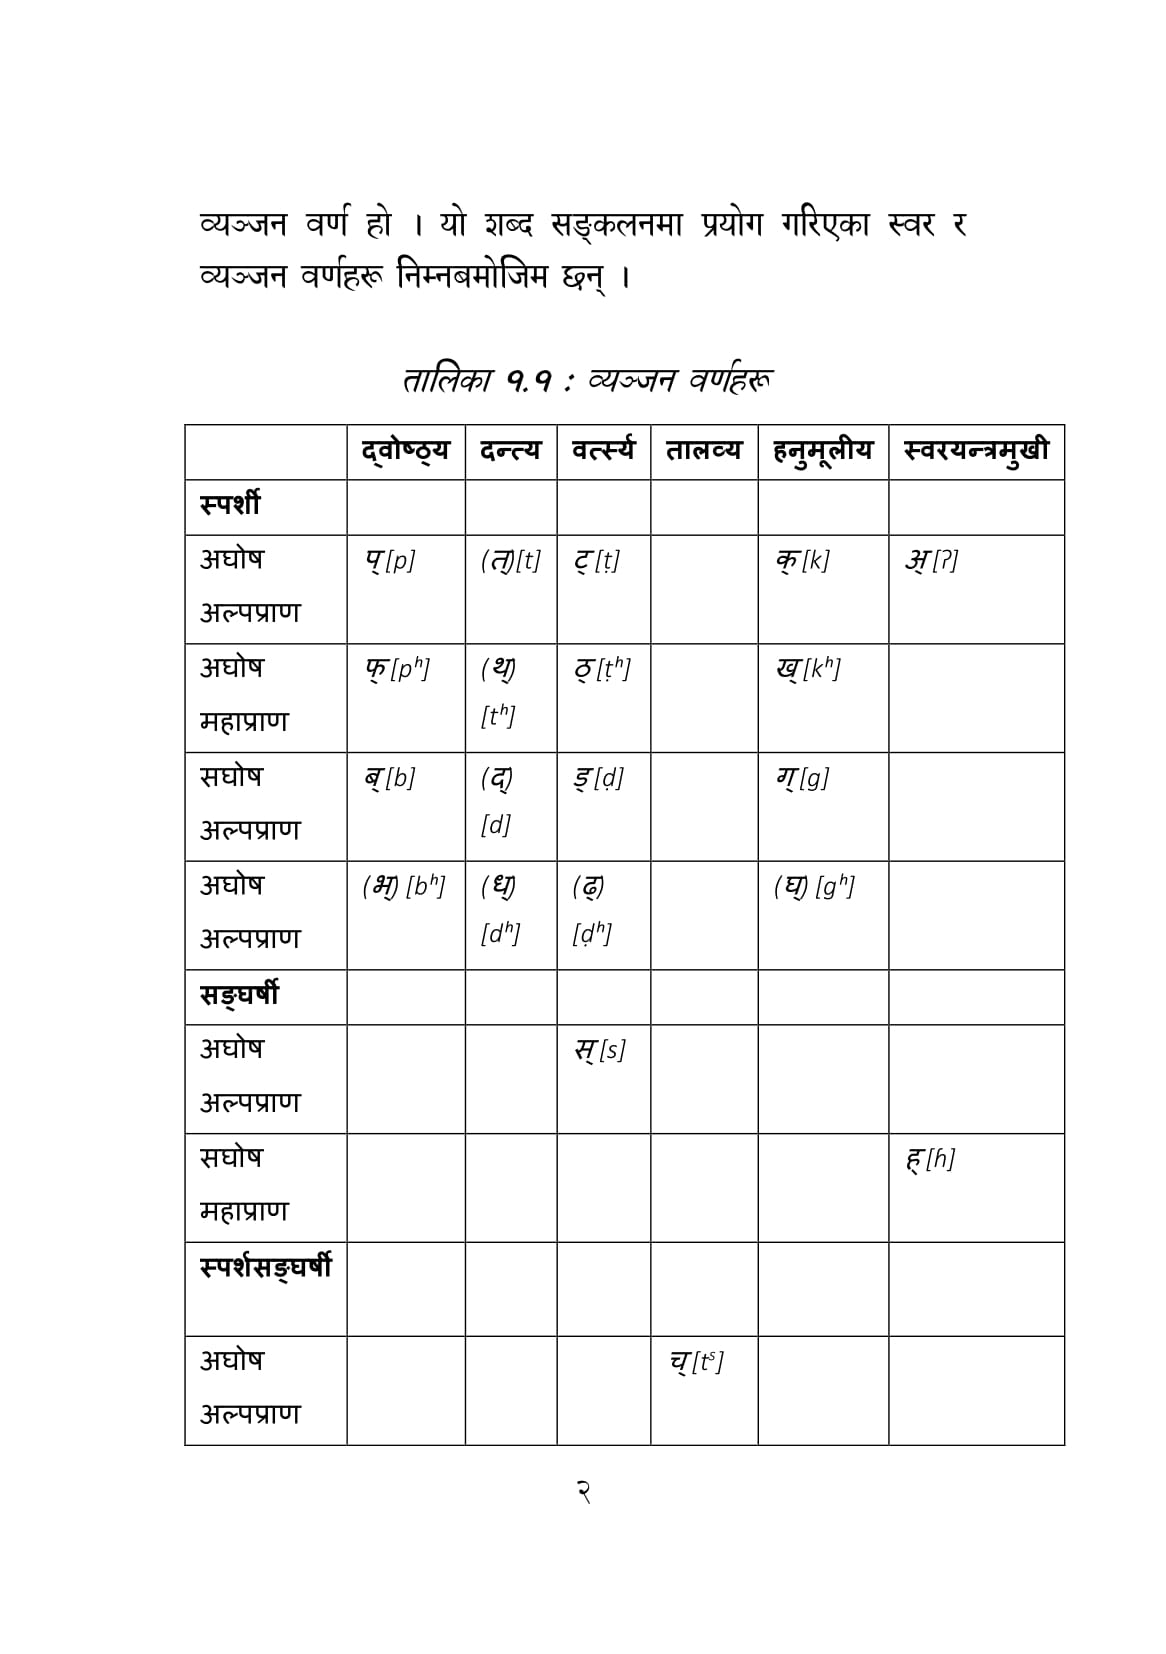 व्यञ्जन वर्ण हो । यो शब्द सङ्कलनमा प्रयोग गरिएका स्वर र
व्यञ्जन वर्णहरू निम्नबमोजिम छन् ।
तालिका १.१ : व्यञ्जन वर्णहरू
द्वोष्ठ्य दन्त्य वर्त्स्य तालव्य हनुमूलीय स्वरयन्त्रमुखी
स्पर्शी
अघोष प् [p] (त्)[t] ट् [ṭ] क् [k] अ् [ʔ]
अल्पप्राण
अघोष फ् [pʰ] (थ्) ठ् [ṭʰ] ख् [kʰ]
महाप्राण [tʰ]
सघोष ब् [b] (द्) ड् [ḍ] ग् [g]
अल्पप्राण [d]
अघोष (भ्) [bʰ] (ध्) (ढ्) (घ्) [gʰ]
अल्पप्राण [dʰ] [ḍʰ]
सङ्घर्षी
अघोष स् [s]
अल्पप्राण
सघोष ह् [ɦ]
महाप्राण
स्पर्शसङ्घर्षी
अघोष च् [tˢ]
अल्पप्राण
२